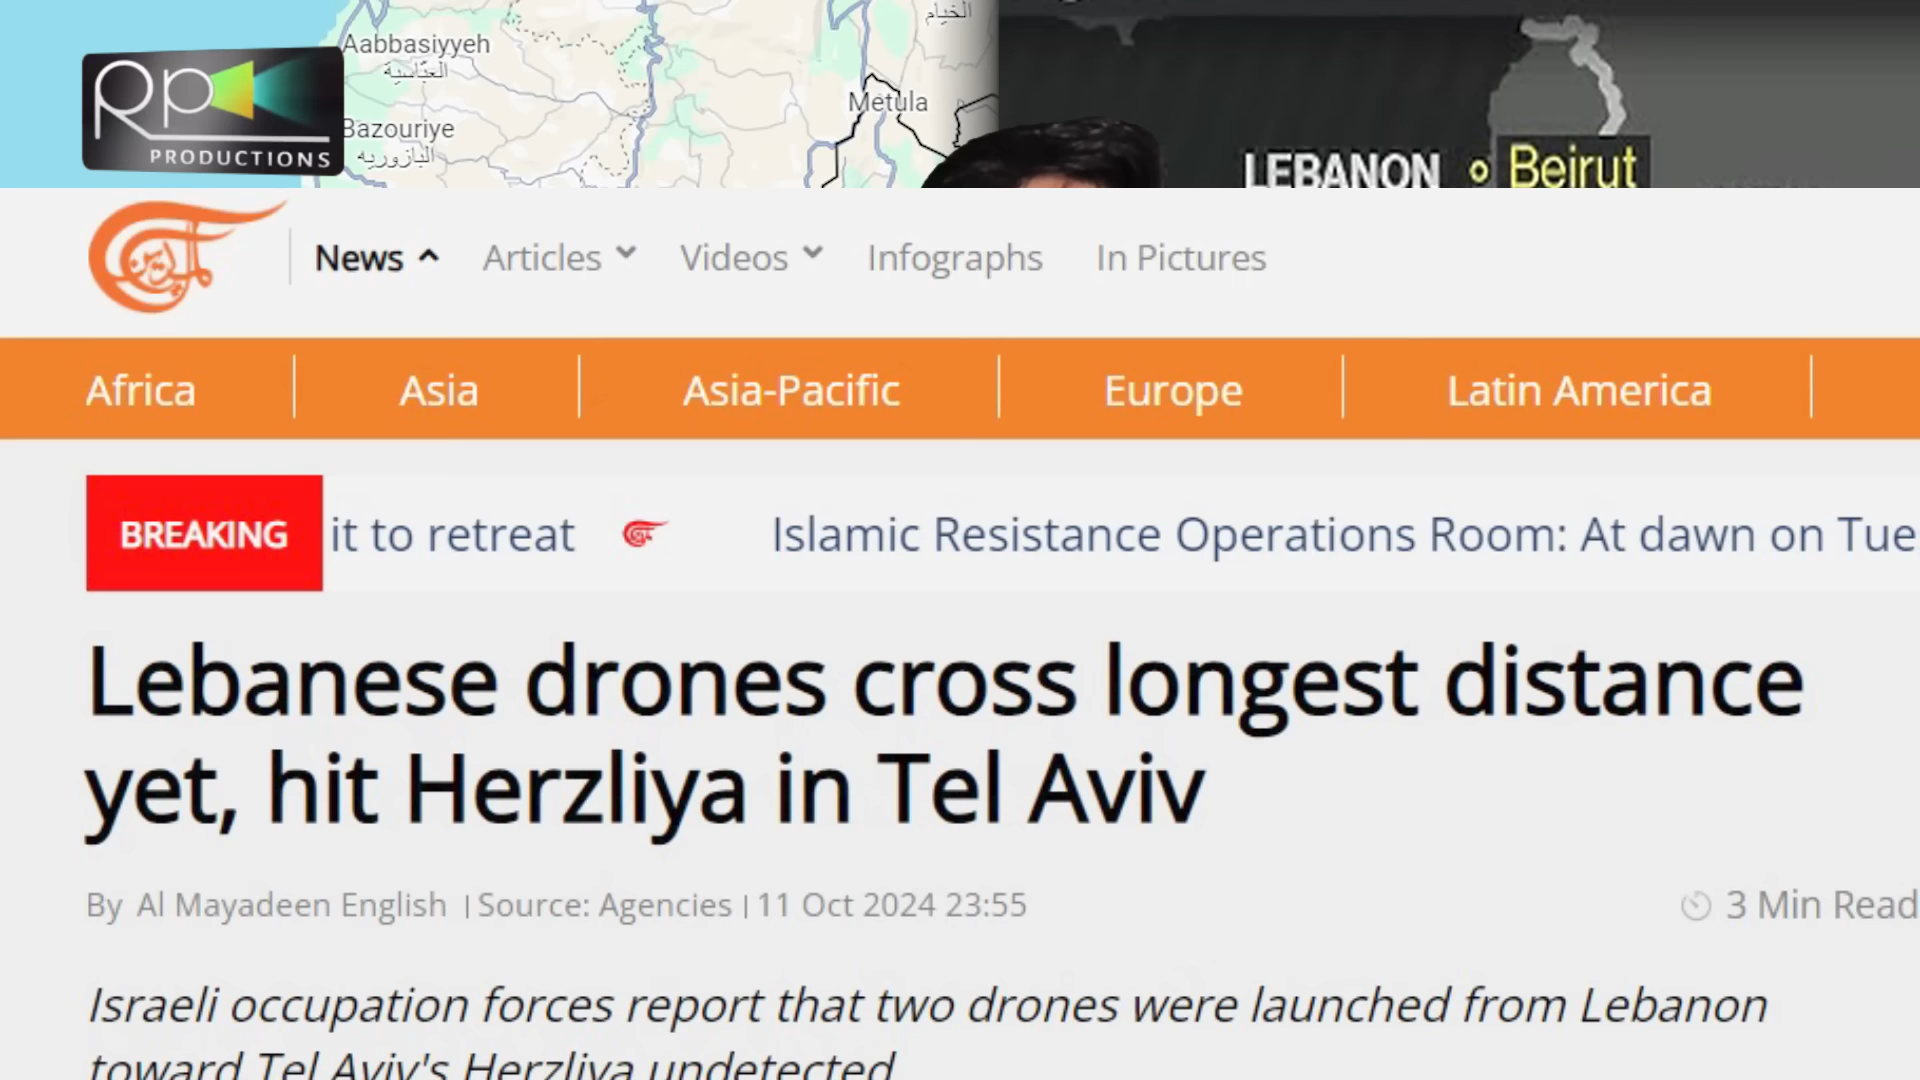 الخيام
Aabbasiyyeh
العبّاسية
Metula
Bazouriye
البازورية
Rp
PRODUCTIONS
LEBANON Beirut
الميادين
News Articles Videos Infographs In Pictures
Africa Asia Asia-Pacific Europe Latin America
BREAKING it to retreat Islamic Resistance Operations Room: At dawn on Tue
Lebanese drones cross longest distance
yet, hit Herzliya in Tel Aviv
By Al Mayadeen English | Source: Agencies | 11 Oct 2024 23:55
3 Min Read
Israeli occupation forces report that two drones were launched from Lebanon
toward Tel Aviv's Herzliya undetected